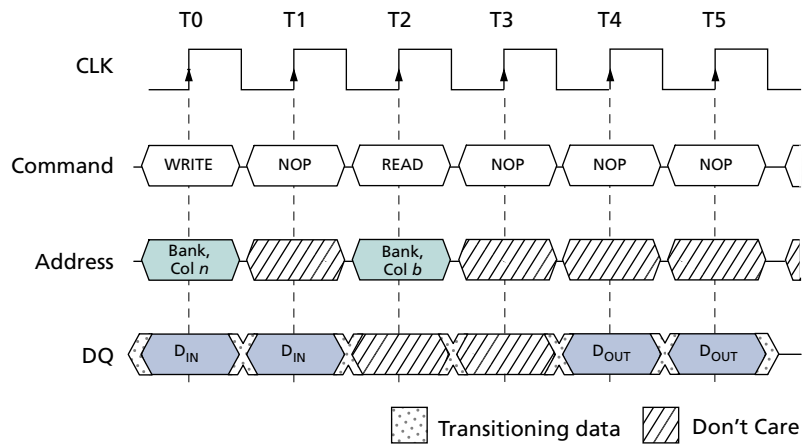 T0 T1 T2 T3 T4 T5
CLK
Command WRITE NOP READ NOP NOP NOP
Address Bank, Col n Bank, Col b
DQ DIN DIN DOUT DOUT
Transitioning data Don't Care